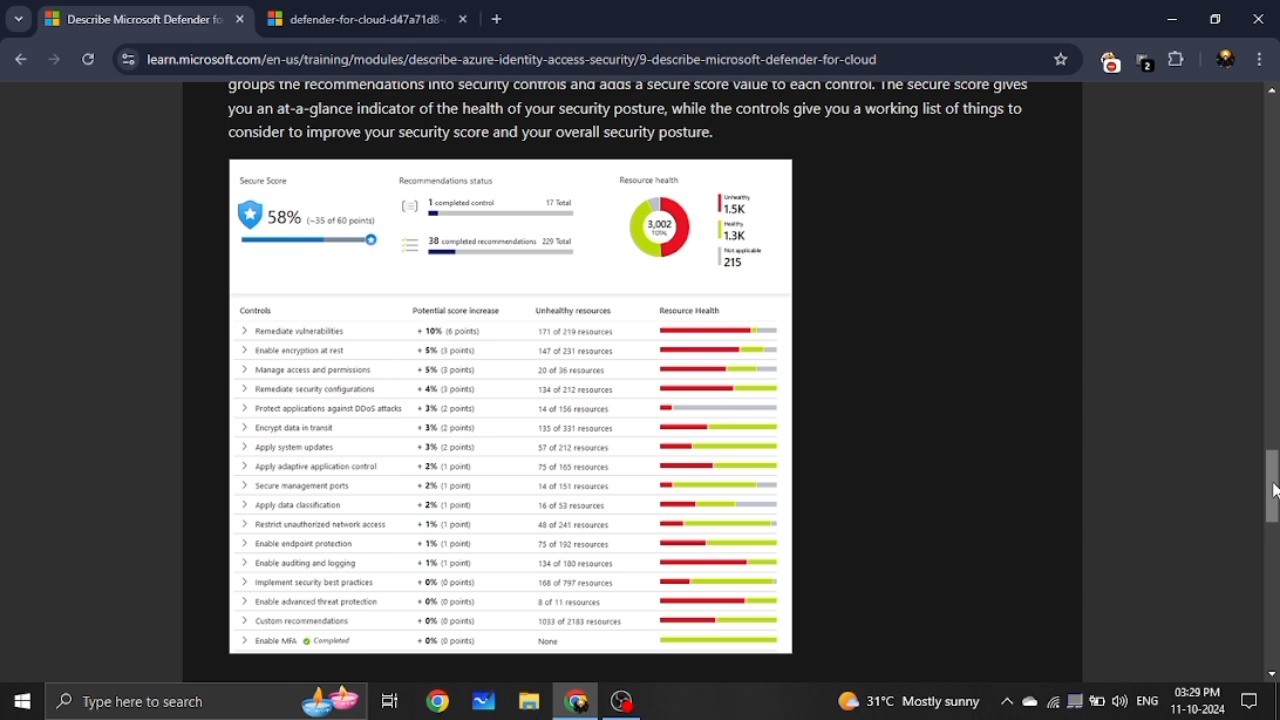 Describe Microsoft Defender fo
defender-for-cloud-d47a71d8-
learn.microsoft.com/en-us/training/modules/describe-azure-identity-access-security/9-describe-microsoft-defender-for-cloud
2
groups the recommendations into security controls and adds a secure score value to each control. The secure score gives
you an at-a-glance indicator of the health of your security posture, while the controls give you a working list of things to
consider to improve your security score and your overall security posture.
Secure Score
58% (~35 of 60 points)
Recommendations status
1 completed control 17 Total
38 completed recommendations 229 Total
Resource health
3,002
TOTAL
Unhealthy
1.5K
Healthy
1.3K
Not applicable
215
Controls Potential score increase Unhealthy resources Resource Health
Remediate vulnerabilities + 10% (6 points) 171 of 219 resources
Enable encryption at rest + 5% (3 points) 147 of 231 resources
Manage access and permissions + 5% (3 points) 20 of 36 resources
Remediate security configurations + 4% (3 points) 134 of 212 resources
Protect applications against DDoS attacks + 3% (2 points) 14 of 156 resources
Encrypt data in transit + 3% (2 points) 135 of 331 resources
Apply system updates + 3% (2 points) 57 of 212 resources
Apply adaptive application control + 2% (1 point) 75 of 165 resources
Secure management ports + 2% (1 point) 14 of 151 resources
Apply data classification + 2% (1 point) 16 of 53 resources
Restrict unauthorized network access + 1% (1 point) 48 of 241 resources
Enable endpoint protection + 1% (1 point) 75 of 192 resources
Enable auditing and logging + 1% (1 point) 134 of 180 resources
Implement security best practices + 0% (0 points) 168 of 797 resources
Enable advanced threat protection + 0% (0 points) 8 of 11 resources
Custom recommendations + 0% (0 points) 1033 of 2183 resources
Enable MFA Completed + 0% (0 points) None
Type here to search
31°C Mostly sunny
ENG
03:29 PM
11-10-2024